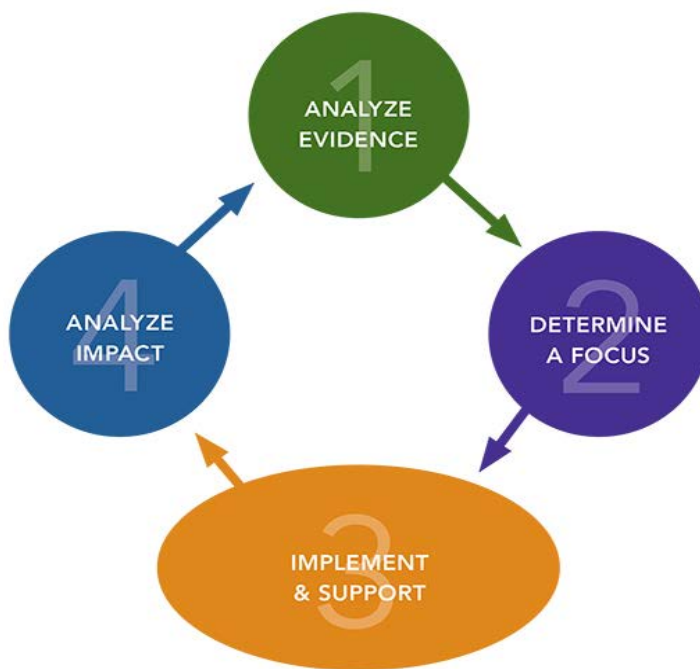 1
ANALYZE
EVIDENCE
2
DETERMINE
A FOCUS
3
IMPLEMENT
& SUPPORT
4
ANALYZE
IMPACT